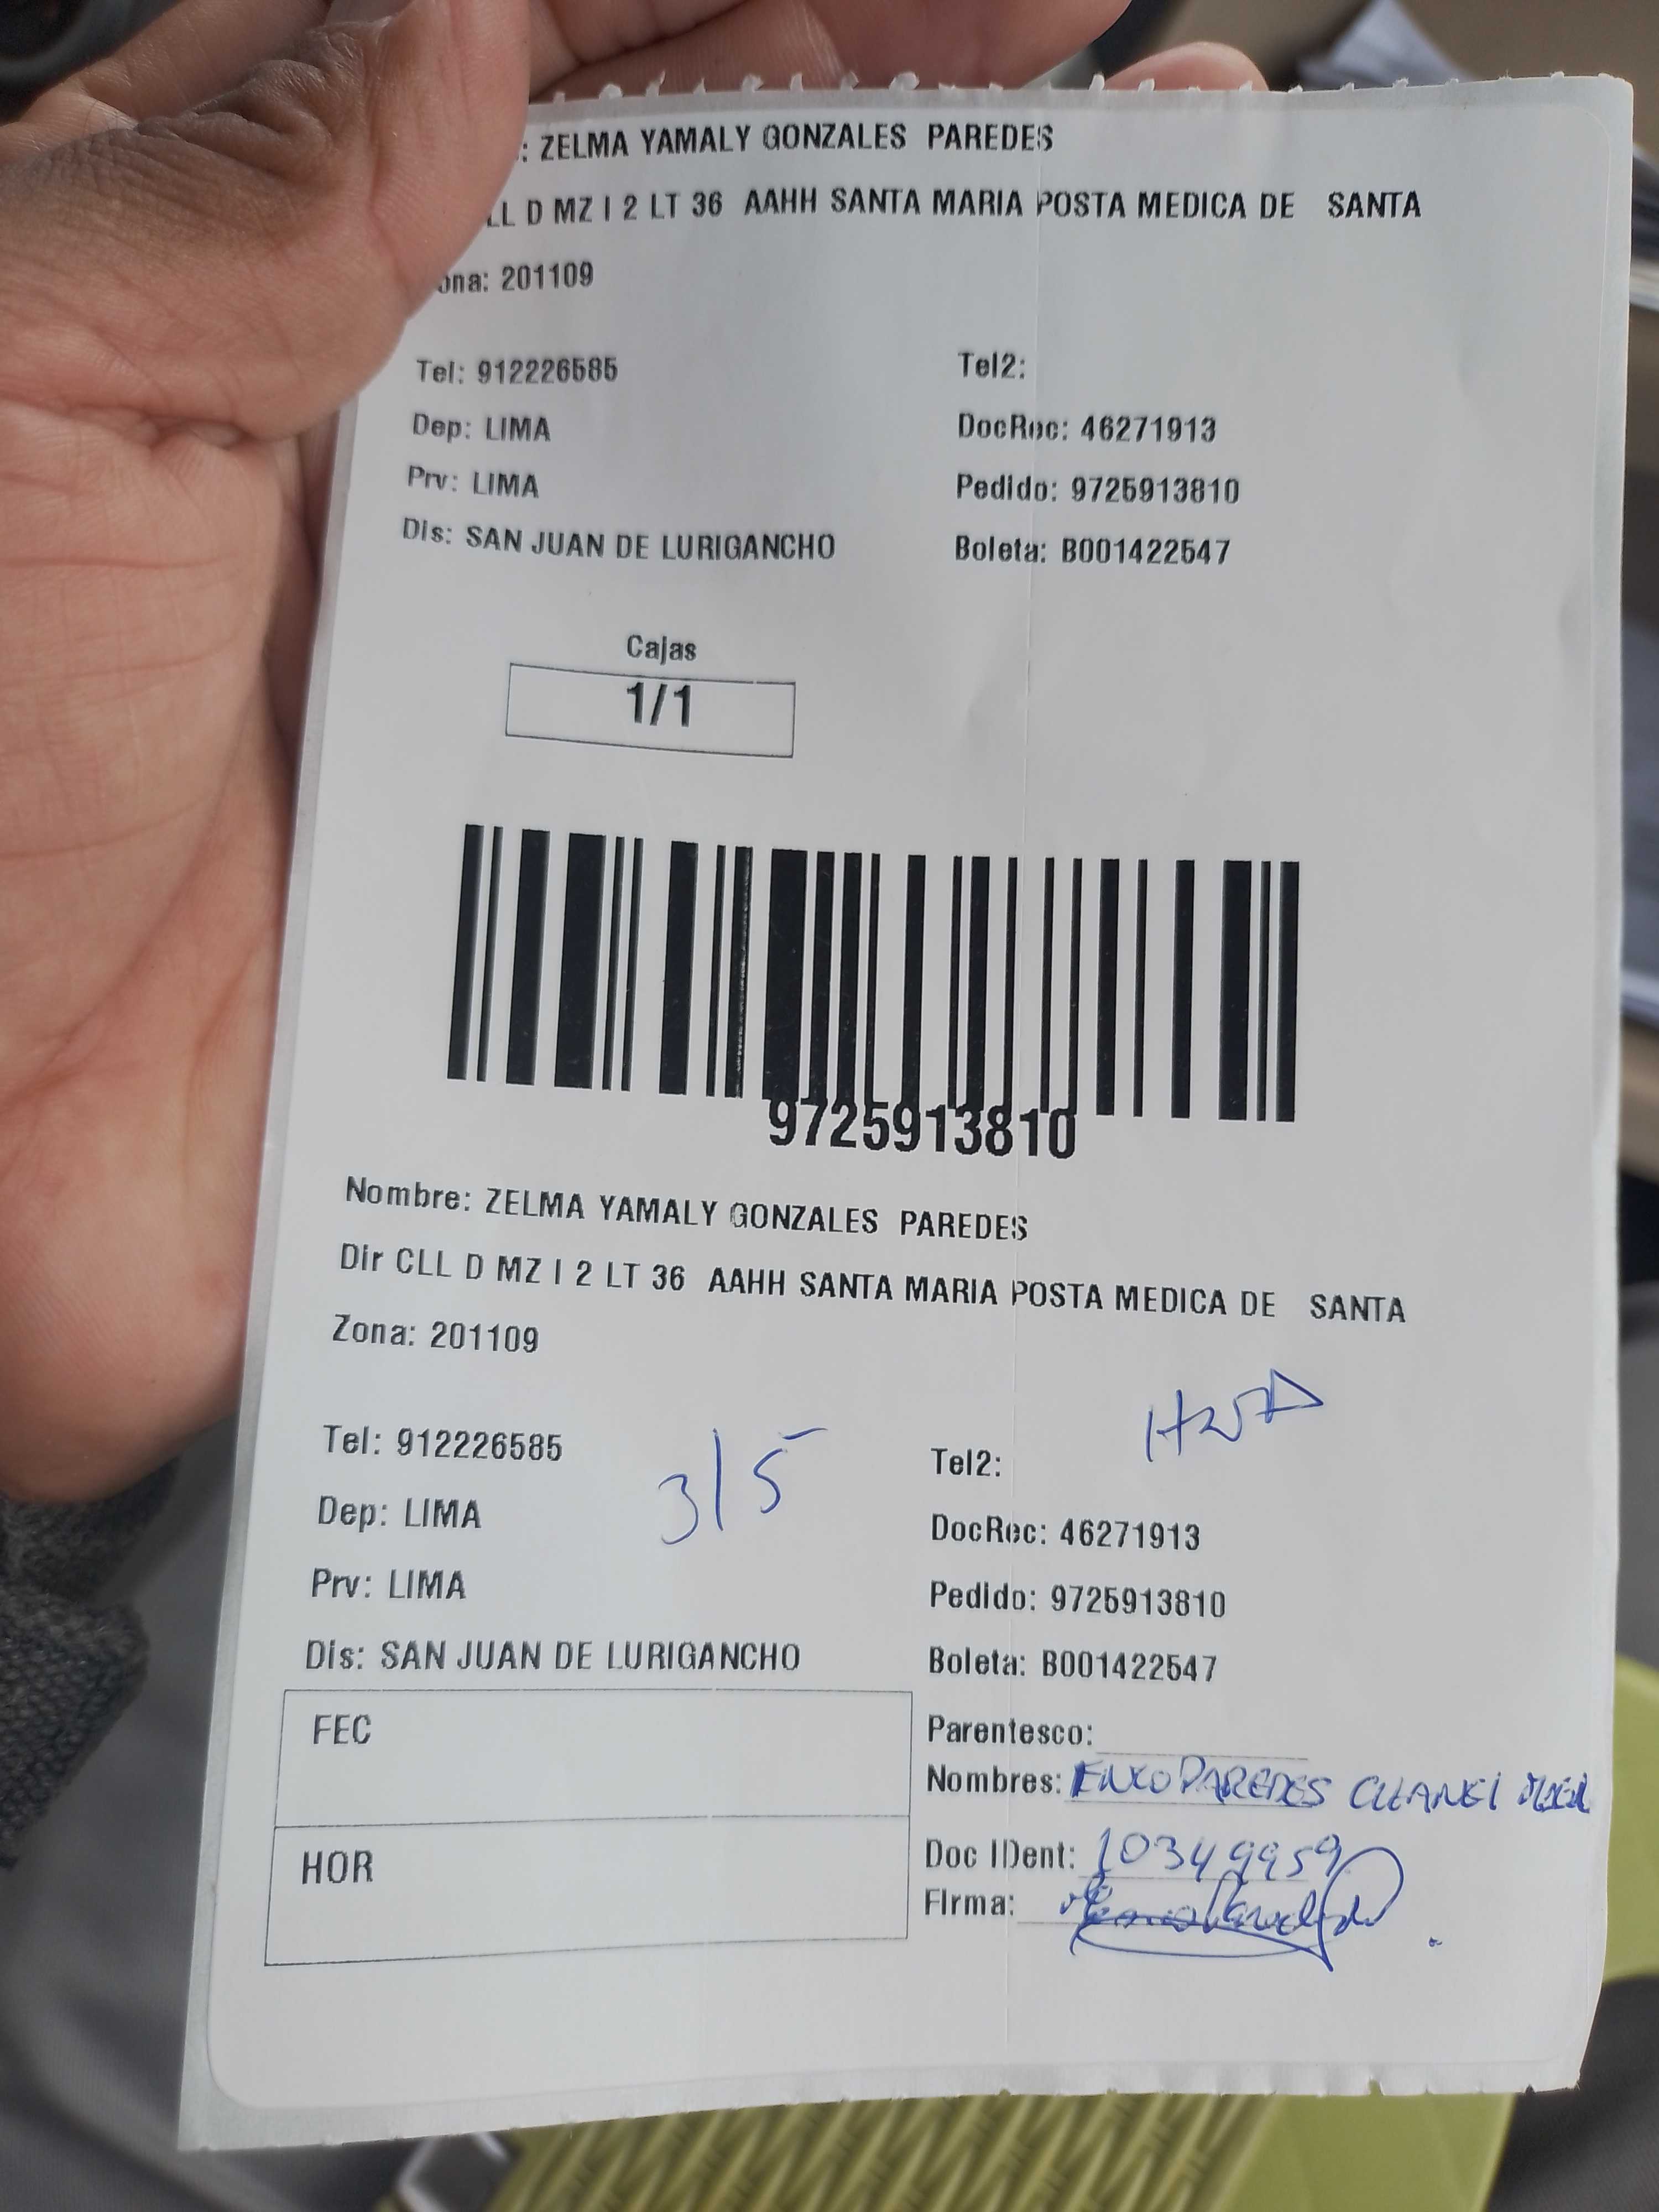 : ZELMA YAMALY GONZALES PAREDES
LL D MZ I 2 LT 36 AAHH SANTA MARIA POSTA MEDICA DE SANTA
ona: 201109
Tel: 912226585 Tel2:
Dep: LIMA DocRec: 46271913
Prv: LIMA Pedido: 9725913810
Dis: SAN JUAN DE LURIGANCHO Boleta: B001422547
Cajas
1/1
9725913810
Nombre: ZELMA YAMALY GONZALES PAREDES
Dir CLL D MZ I 2 LT 36 AAHH SANTA MARIA POSTA MEDICA DE SANTA
Zona: 201109
Tel: 912226585 3/5 Tel2:
Dep: LIMA DocRec: 46271913
Prv: LIMA Pedido: 9725913810
Dis: SAN JUAN DE LURIGANCHO Boleta: B001422547
FEC
HOR
Parentesco:
Nombres: PAREDES
Doc IDent: 10349959
Firma: